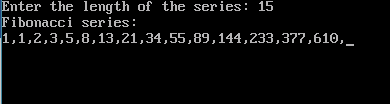 Enter the length of the series: 15
Fibonacci series:
1,1,2,3,5,8,13,21,34,55,89,144,233,377,610,_